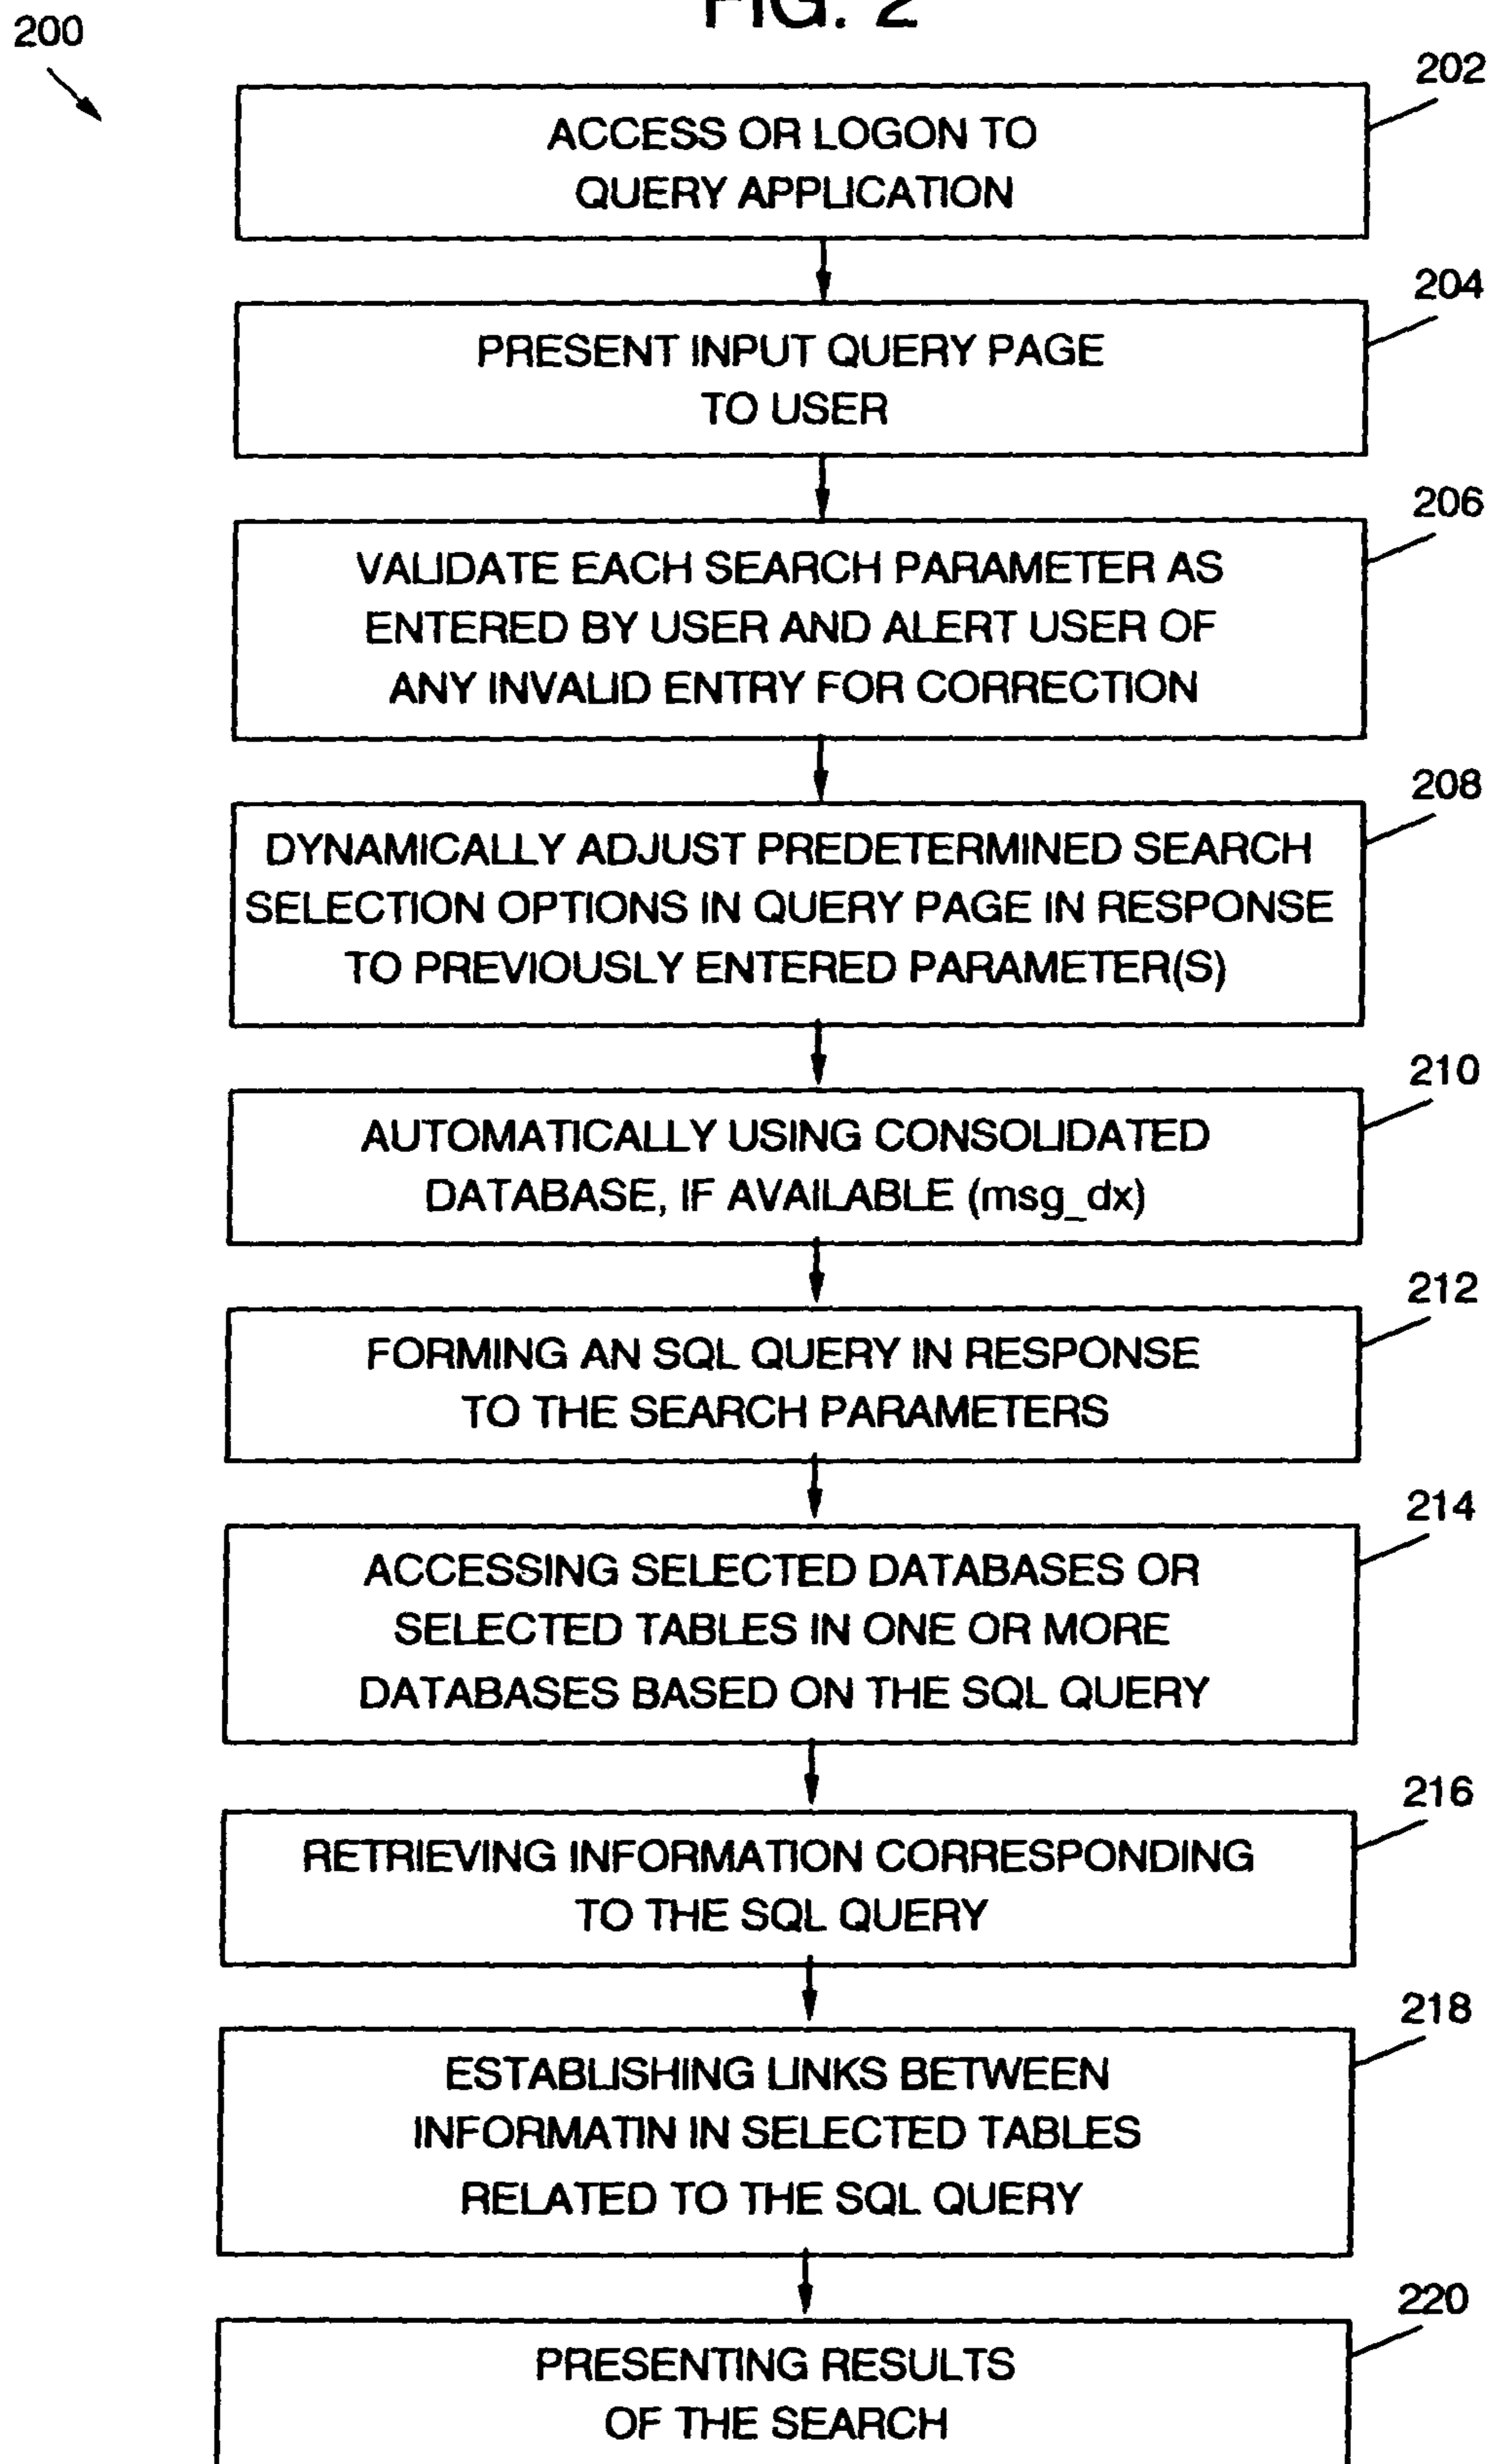 FIG. 2
200
202
ACCESS OR LOGON TO
QUERY APPLICATION
204
PRESENT INPUT QUERY PAGE
TO USER
206
VALIDATE EACH SEARCH PARAMETER AS
ENTERED BY USER AND ALERT USER OF
ANY INVALID ENTRY FOR CORRECTION
208
DYNAMICALLY ADJUST PREDETERMINED SEARCH
SELECTION OPTIONS IN QUERY PAGE IN RESPONSE
TO PREVIOUSLY ENTERED PARAMETER(S)
210
AUTOMATICALLY USING CONSOLIDATED
DATABASE, IF AVAILABLE (msg_dx)
212
FORMING AN SQL QUERY IN RESPONSE
TO THE SEARCH PARAMETERS
214
ACCESSING SELECTED DATABASES OR
SELECTED TABLES IN ONE OR MORE
DATABASES BASED ON THE SQL QUERY
216
RETRIEVING INFORMATION CORRESPONDING
TO THE SQL QUERY
218
ESTABLISHING LINKS BETWEEN
INFORMATIN IN SELECTED TABLES
RELATED TO THE SQL QUERY
220
PRESENTING RESULTS
OF THE SEARCH